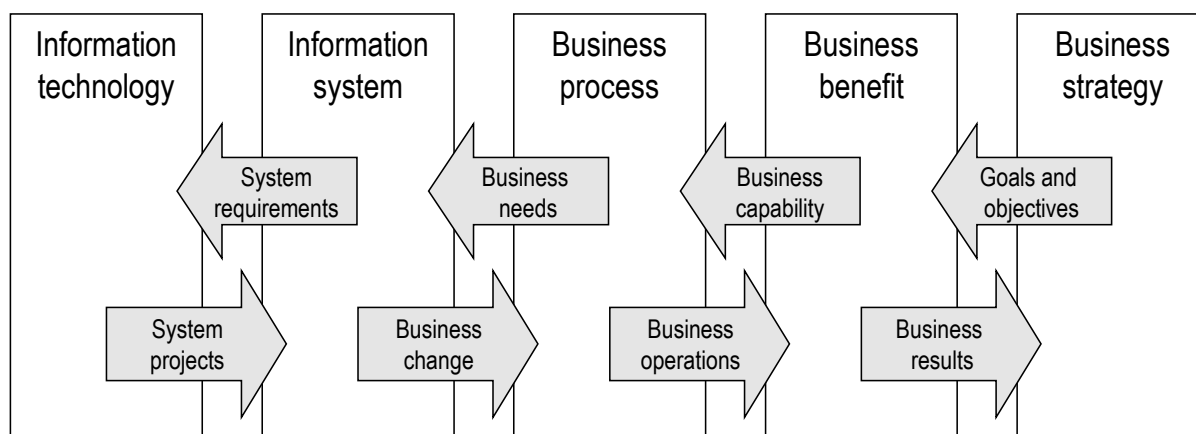 Information
technology
Information
system
Business
process
Business
benefit
Business
strategy
System
requirements
Business
needs
Business
capability
Goals and
objectives
System
projects
Business
change
Business
operations
Business
results